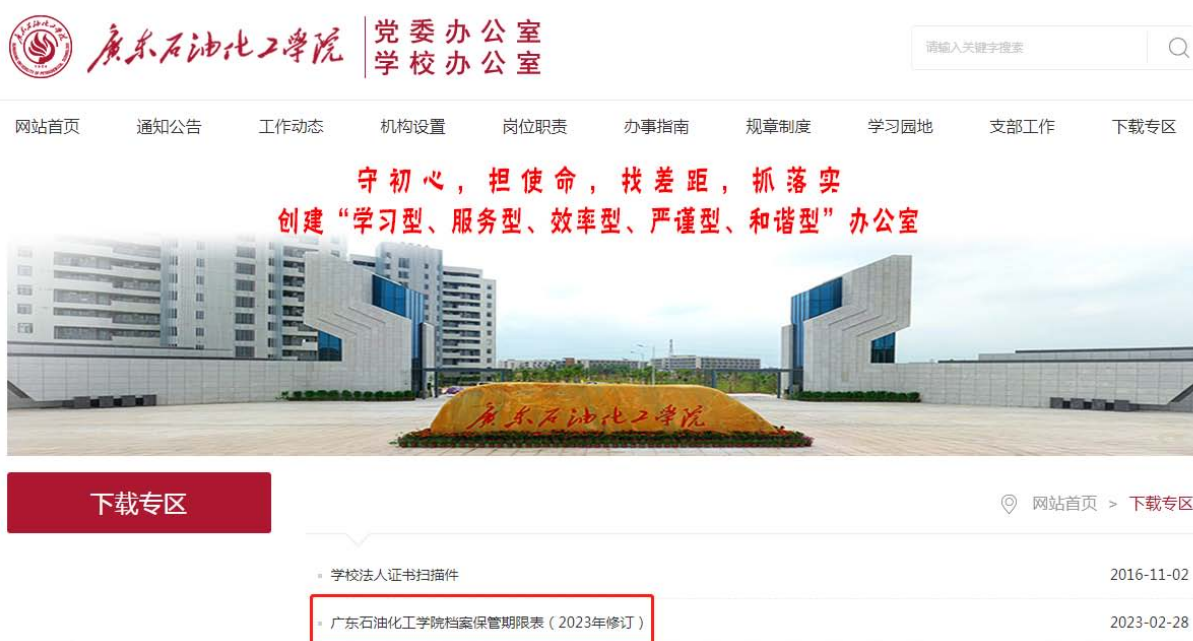 广东石油化工学院
党委办公室
学校办公室
请输入关键字搜索
网站首页 通知公告 工作动态 机构设置 岗位职责 办事指南 规章制度 学习园地 支部工作 下载专区
守初心，担使命，找差距，抓落实
创建“学习型、服务型、效率型、严谨型、和谐型”办公室
广东石油化工学院
下载专区
网站首页 > 下载专区
学校法人证书扫描件 2016-11-02
广东石油化工学院档案保管期限表（2023年修订） 2023-02-28